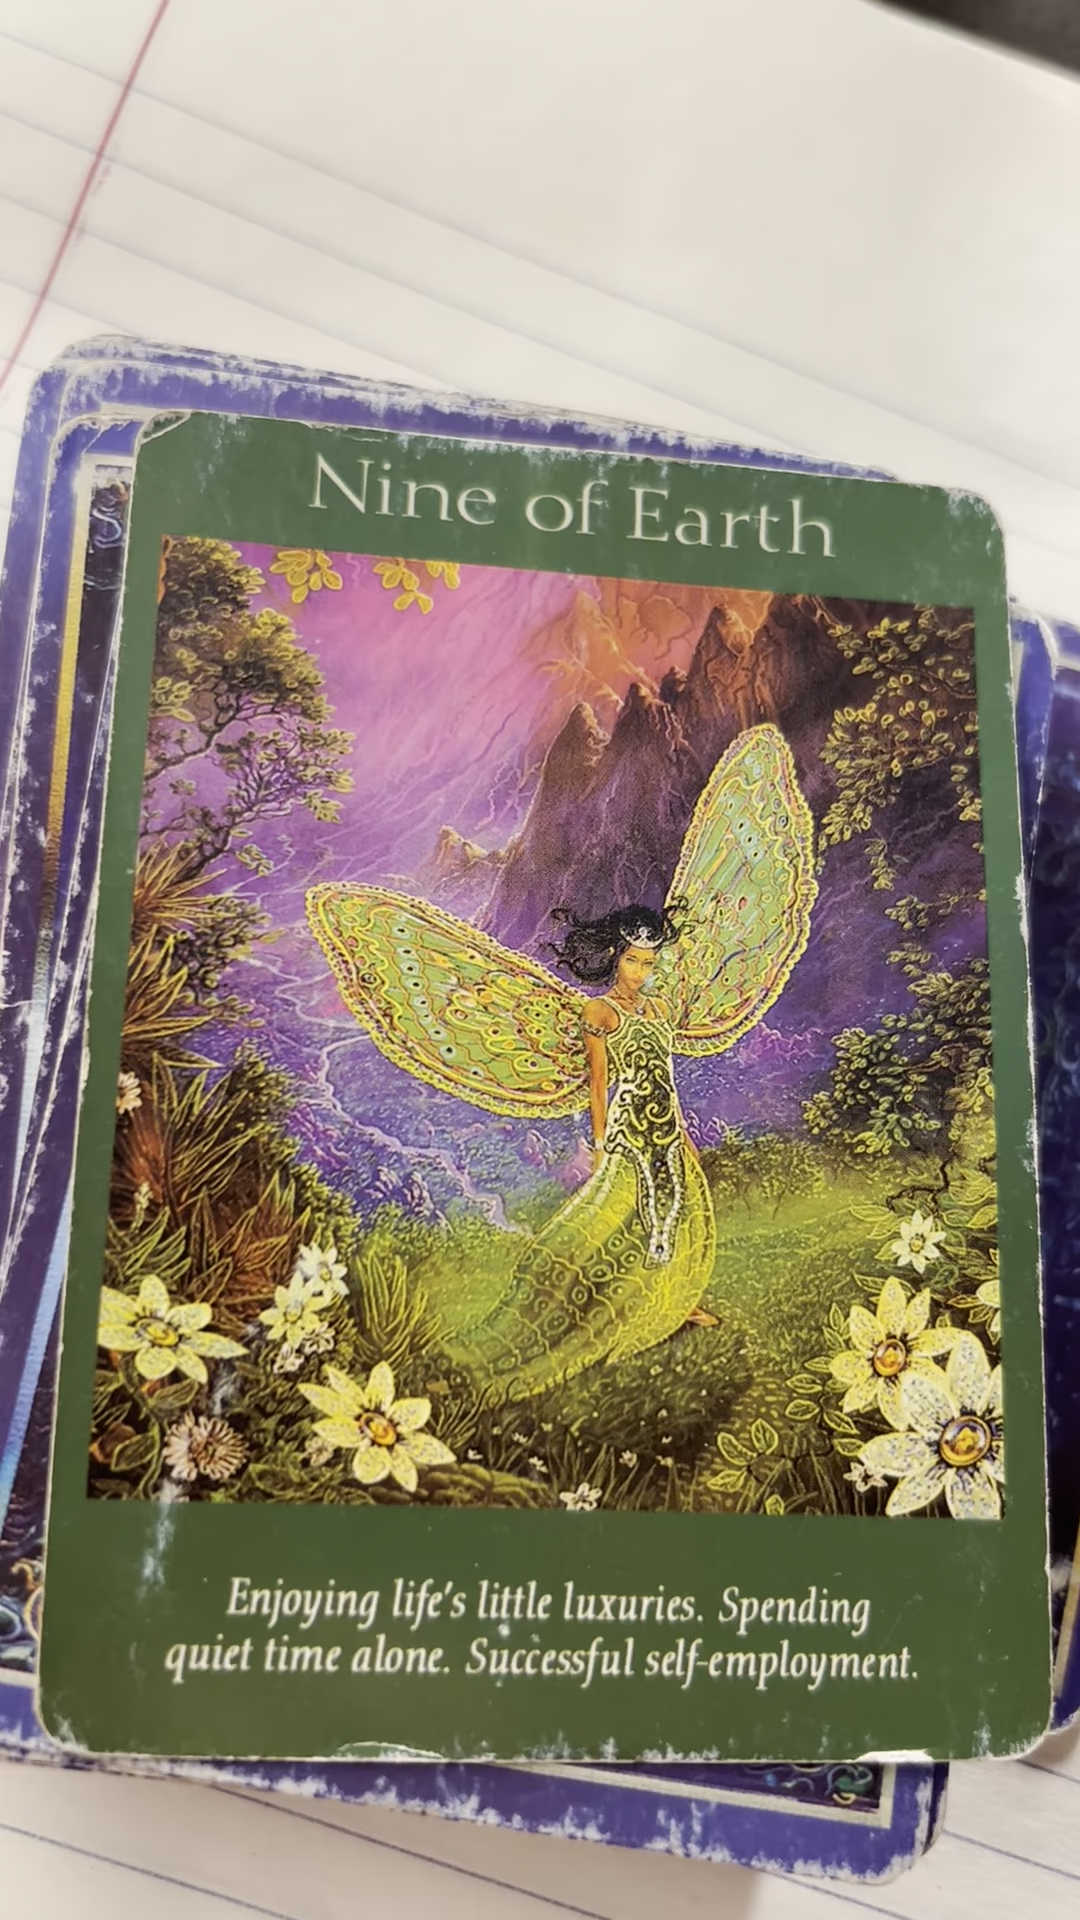 Nine of Earth
Enjoying life's little luxuries. Spending
quiet time alone. Successful self-employment.